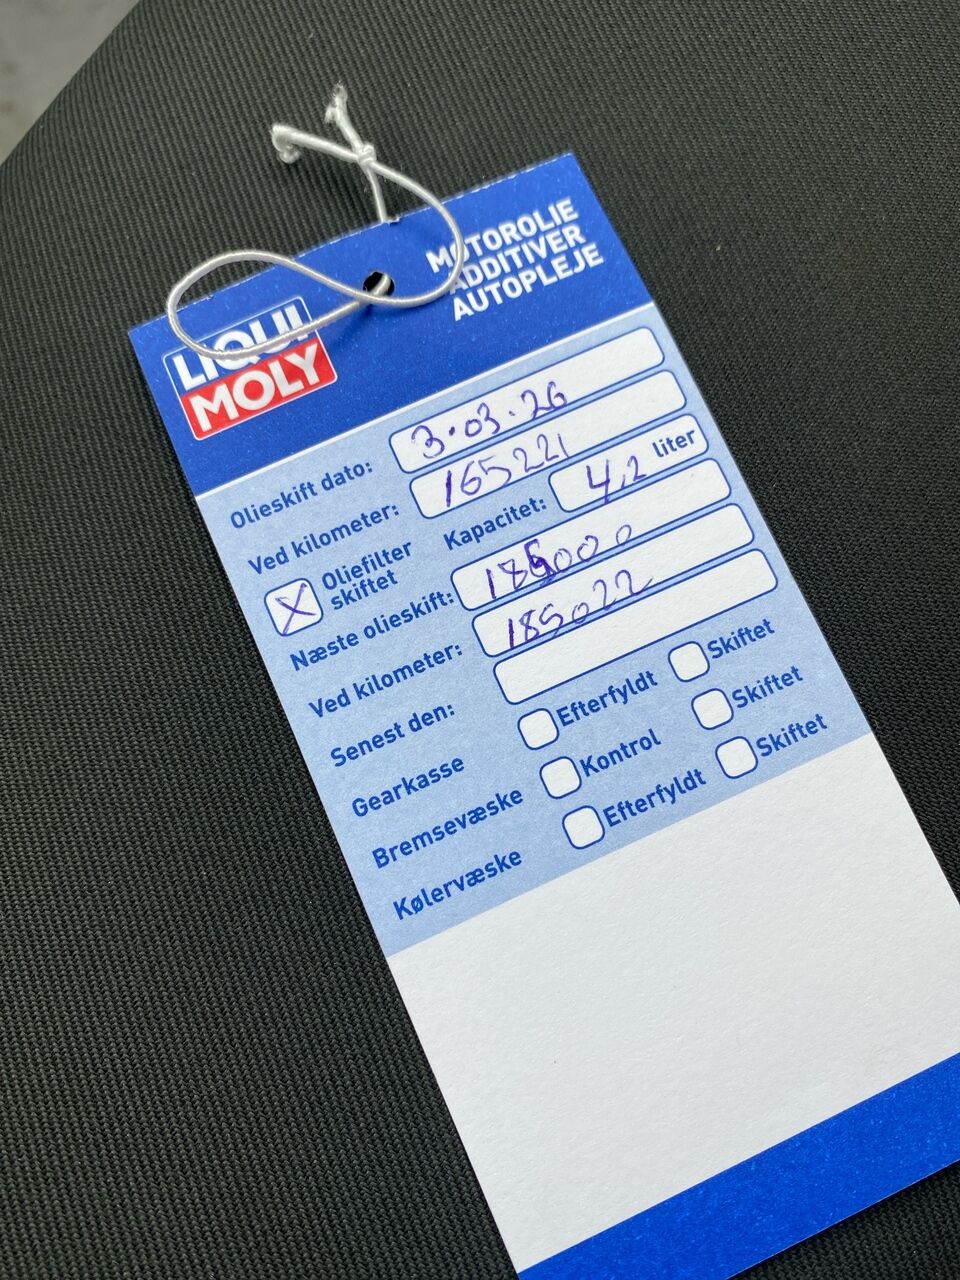 LIQUI
MOLY
MOTOROLIE
ADDITIVER
AUTOPLEJE
Olieskift dato: 3.03.26
Ved kilometer: 165221
X Oliefilter skiftet Kapacitet: 4,2 liter
Næste olieskift: 185000
Ved kilometer: 185022
Senest den:
Gearkasse Efterfyldt Skiftet
Bremsevæske Kontrol Skiftet
Kølervæske Efterfyldt Skiftet